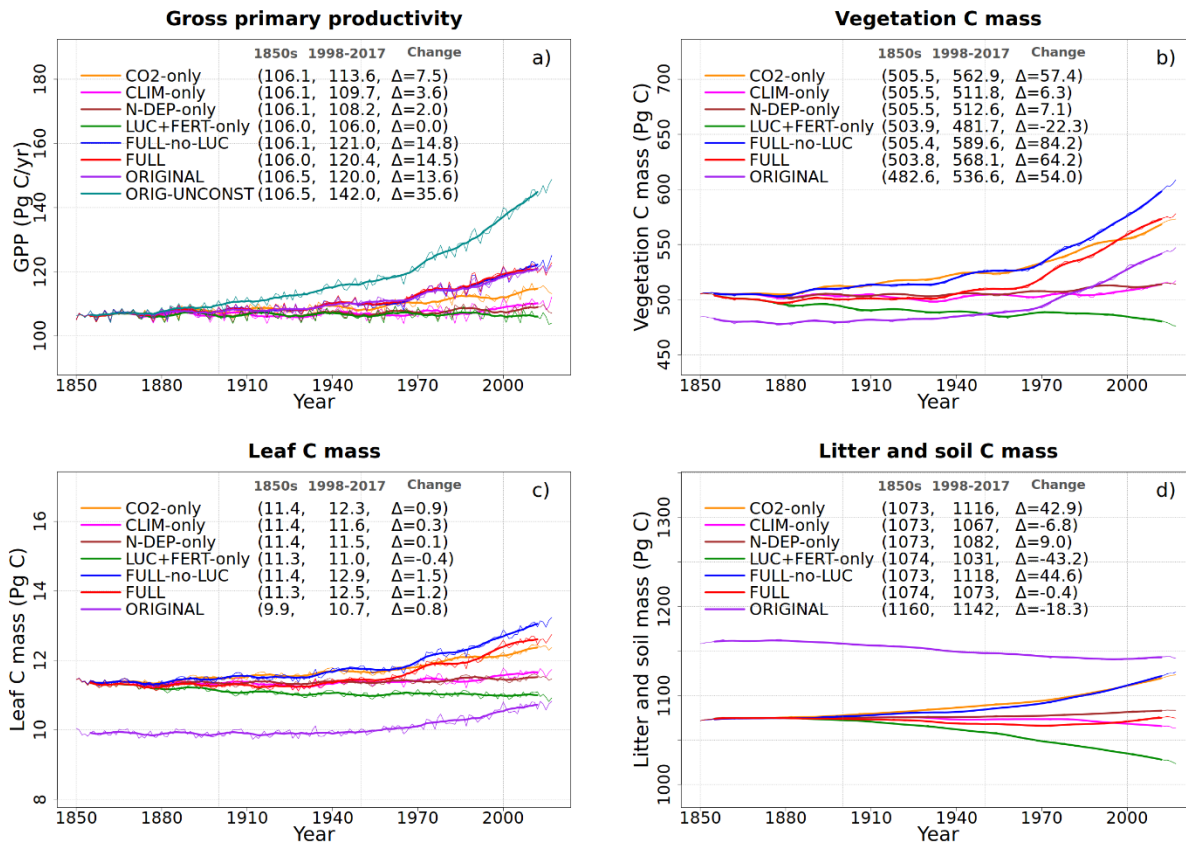 Gross primary productivity
1850s 1998-2017 Change
a)
CO2-only (106.1, 113.6, Δ=7.5)
CLIM-only (106.1, 109.7, Δ=3.6)
N-DEP-only (106.1, 108.2, Δ=2.0)
LUC+FERT-only (106.0, 106.0, Δ=0.0)
FULL-no-LUC (106.1, 121.0, Δ=14.8)
FULL (106.0, 120.4, Δ=14.5)
ORIGINAL (106.5, 120.0, Δ=13.6)
ORIG-UNCONST (106.5, 142.0, Δ=35.6)
GPP (Pg C/yr)
180
160
140
120
100
1850 1880 1910 1940 1970 2000
Year
Vegetation C mass
1850s 1998-2017 Change
b)
CO2-only (505.5, 562.9, Δ=57.4)
CLIM-only (505.5, 511.8, Δ=6.3)
N-DEP-only (505.5, 512.6, Δ=7.1)
LUC+FERT-only (503.9, 481.7, Δ=-22.3)
FULL-no-LUC (505.4, 589.6, Δ=84.2)
FULL (503.8, 568.1, Δ=64.2)
ORIGINAL (482.6, 536.6, Δ=54.0)
Vegetation C mass (Pg C)
700
650
600
550
500
450
1850 1880 1910 1940 1970 2000
Year
Leaf C mass
1850s 1998-2017 Change
c)
CO2-only (11.4, 12.3, Δ=0.9)
CLIM-only (11.4, 11.6, Δ=0.3)
N-DEP-only (11.4, 11.5, Δ=0.1)
LUC+FERT-only (11.3, 11.0, Δ=-0.4)
FULL-no-LUC (11.4, 12.9, Δ=1.5)
FULL (11.3, 12.5, Δ=1.2)
ORIGINAL (9.9, 10.7, Δ=0.8)
Leaf C mass (Pg C)
16
14
12
10
8
1850 1880 1910 1940 1970 2000
Year
Litter and soil C mass
1850s 1998-2017 Change
d)
CO2-only (1073, 1116, Δ=42.9)
CLIM-only (1073, 1067, Δ=-6.8)
N-DEP-only (1073, 1082, Δ=9.0)
LUC+FERT-only (1074, 1031, Δ=-43.2)
FULL-no-LUC (1073, 1118, Δ=44.6)
FULL (1074, 1073, Δ=-0.4)
ORIGINAL (1160, 1142, Δ=-18.3)
Litter and soil mass (Pg C)
1300
1200
1100
1000
1850 1880 1910 1940 1970 2000
Year